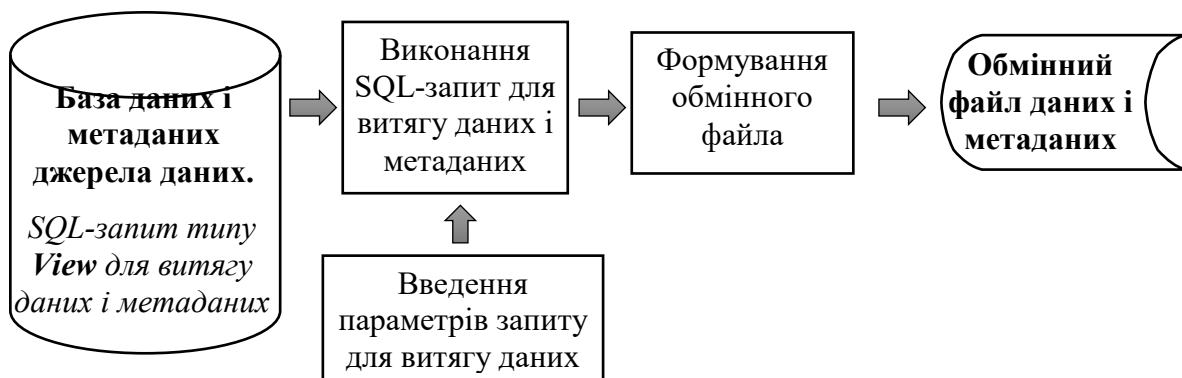 База даних і
метаданих
джерела даних.
SQL-запит типу
View для витягу
даних і метаданих
Виконання
SQL-запит для
витягу даних і
метаданих
Введення
параметрів запиту
для витягу даних
Формування
обмінного
файла
Обмінний
файл даних і
метаданих